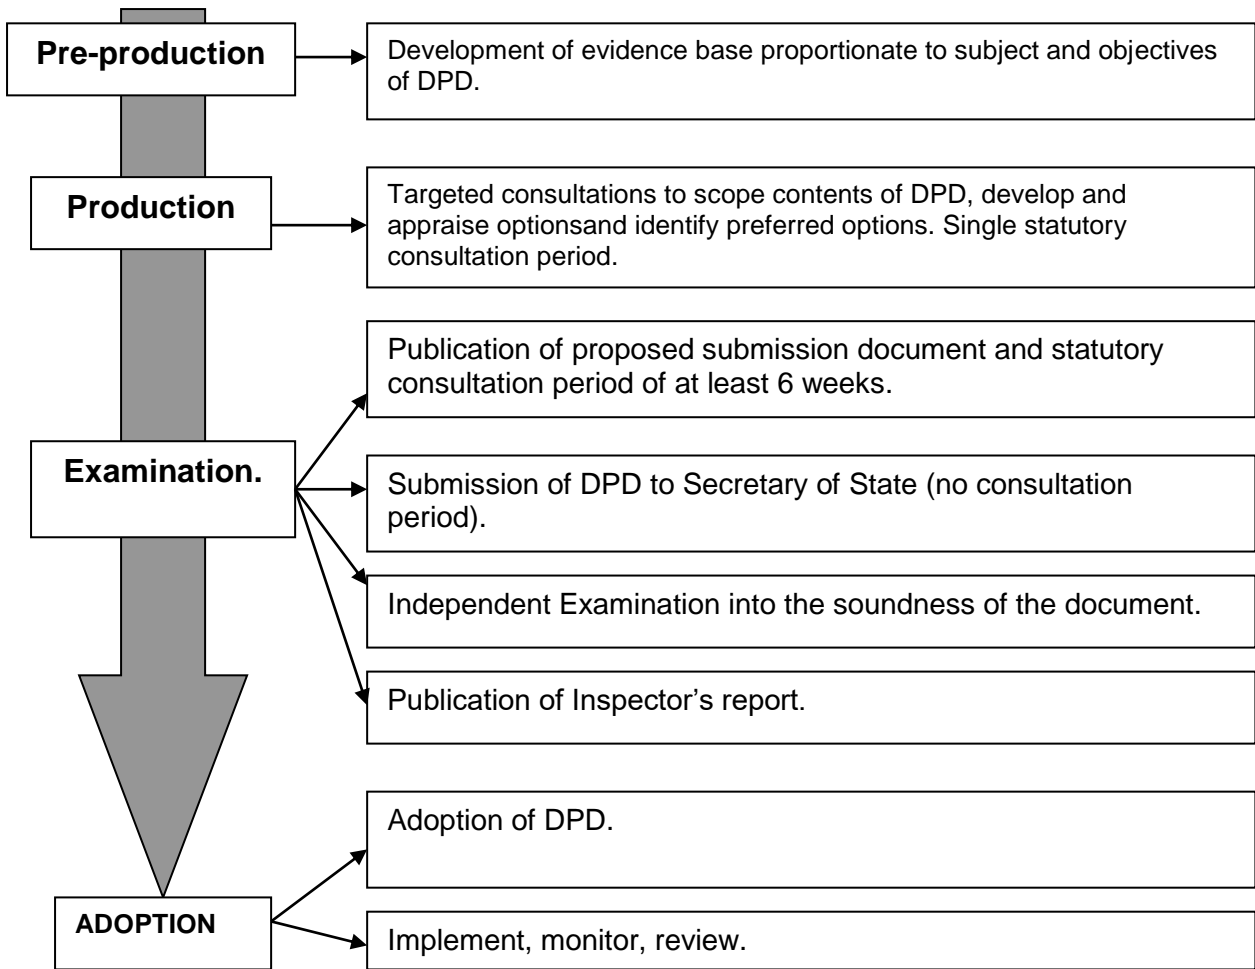 Pre-production
Development of evidence base proportionate to subject and objectives
of DPD.
Production
Targeted consultations to scope contents of DPD, develop and
appraise optionsand identify preferred options. Single statutory
consultation period.
Publication of proposed submission document and statutory
consultation period of at least 6 weeks.
Examination.
Submission of DPD to Secretary of State (no consultation
period).
Independent Examination into the soundness of the document.
Publication of Inspector’s report.
Adoption of DPD.
ADOPTION
Implement, monitor, review.